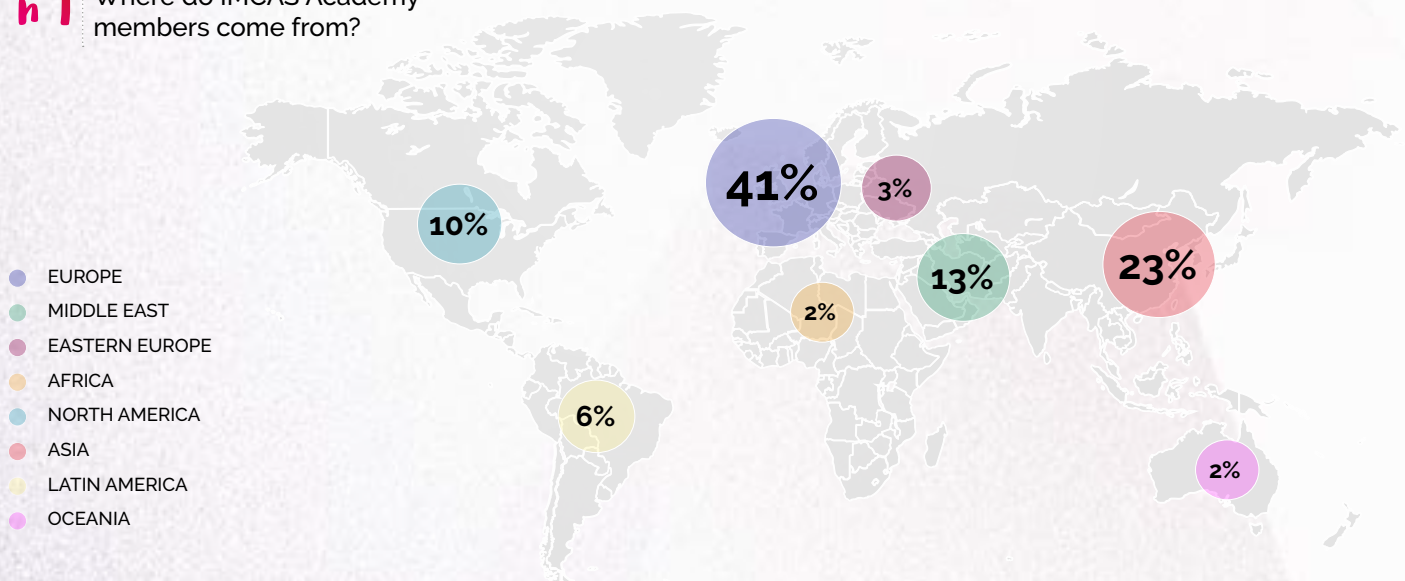 Where do IMCAS Academy
members come from?
41%
3%
10%
23%
13%
2%
6%
2%
EUROPE
MIDDLE EAST
EASTERN EUROPE
AFRICA
NORTH AMERICA
ASIA
LATIN AMERICA
OCEANIA